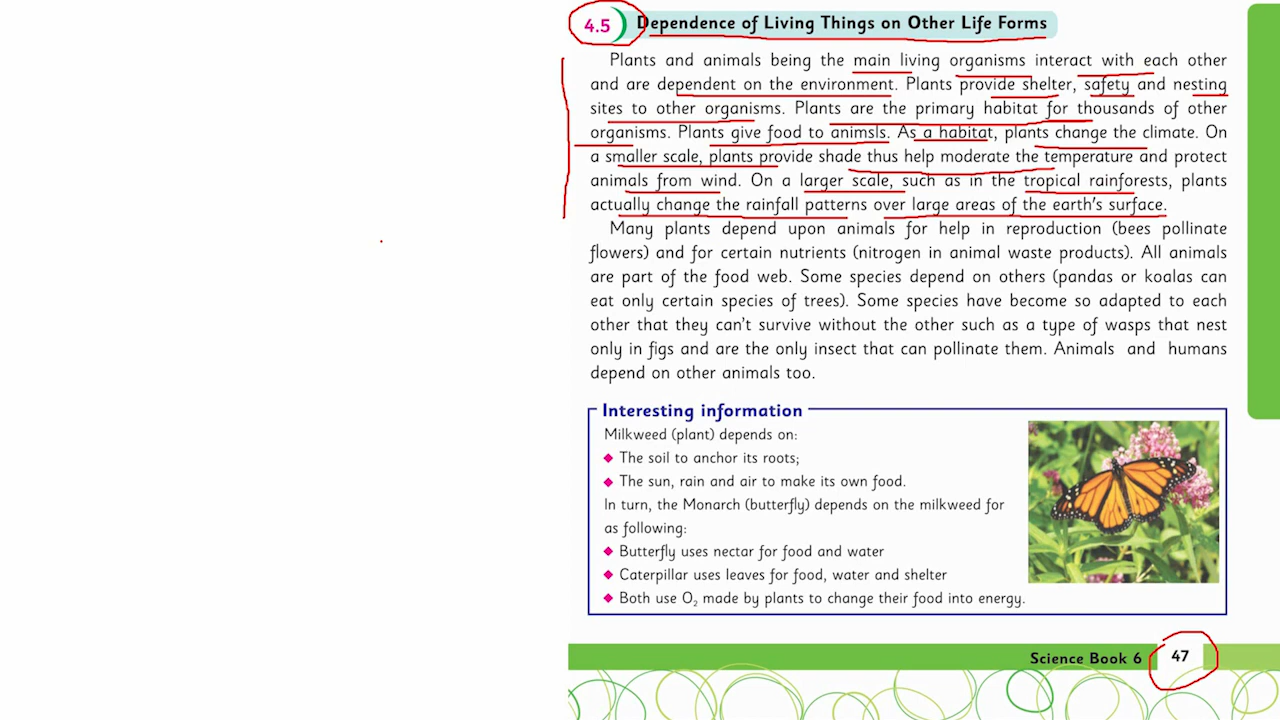 4.5 Dependence of Living Things on Other Life Forms
Plants and animals being the main living organisms interact with each other
and are dependent on the environment. Plants provide shelter, safety and nesting
sites to other organisms. Plants are the primary habitat for thousands of other
organisms. Plants give food to animsls. As a habitat, plants change the climate. On
a smaller scale, plants provide shade thus help moderate the temperature and protect
animals from wind. On a larger scale, such as in the tropical rainforests, plants
actually change the rainfall patterns over large areas of the earth's surface.
Many plants depend upon animals for help in reproduction (bees pollinate
flowers) and for certain nutrients (nitrogen in animal waste products). All animals
are part of the food web. Some species depend on others (pandas or koalas can
eat only certain species of trees). Some species have become so adapted to each
other that they can't survive without the other such as a type of wasps that nest
only in figs and are the only insect that can pollinate them. Animals and humans
depend on other animals too.
Interesting information
Milkweed (plant) depends on:
◆ The soil to anchor its roots;
◆ The sun, rain and air to make its own food.
In turn, the Monarch (butterfly) depends on the milkweed for
as following:
◆ Butterfly uses nectar for food and water
◆ Caterpillar uses leaves for food, water and shelter
◆ Both use O₂ made by plants to change their food into energy.
Science Book 6 47